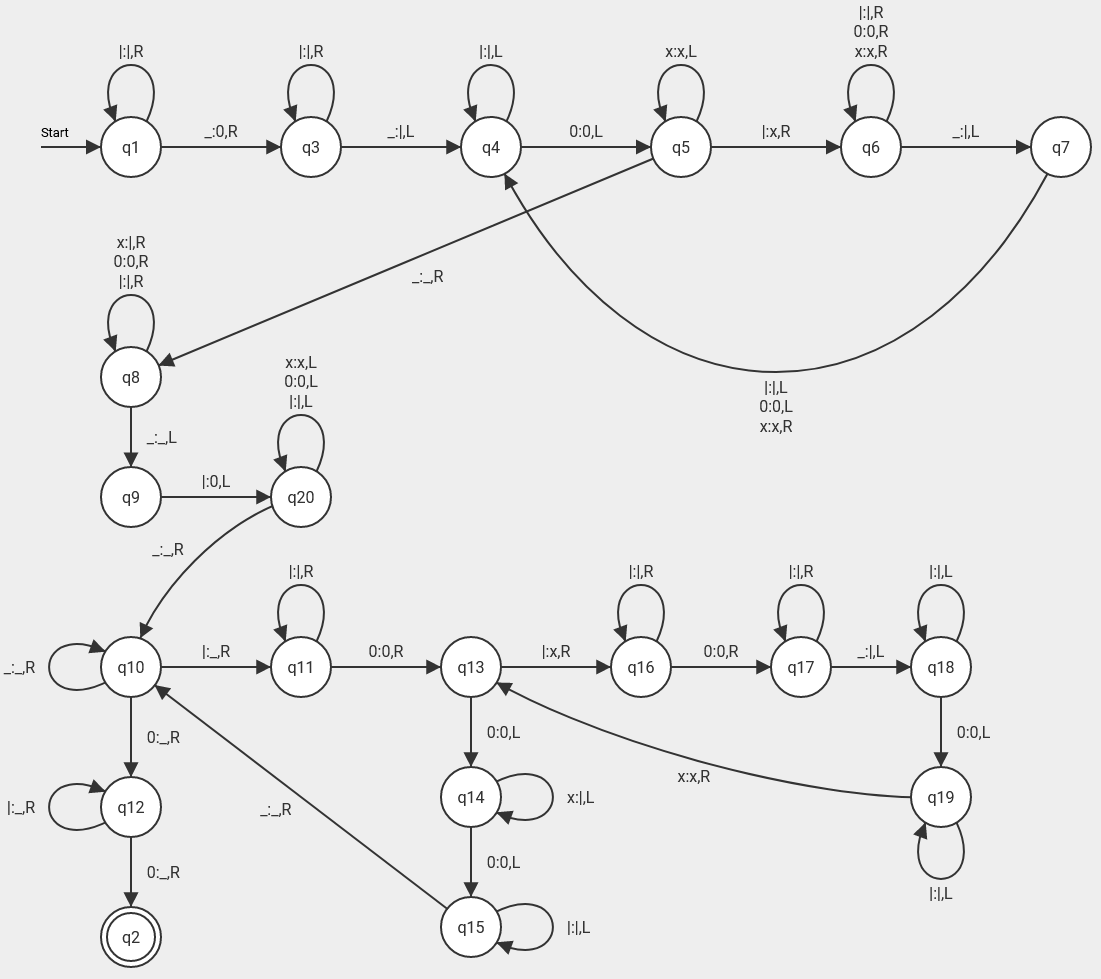 |:|,R
|:|,R
|:|,L
x:x,L
|:|,R
0:0,R
x:x,R
Start
q1
_:0,R
q3
_:|,L
q4
0:0,L
q5
|:x,R
q6
_:|,L
q7
x:|,R
0:0,R
|:|,R
_:_,R
q8
x:x,L
0:0,L
|:|,L
|:|,L
0:0,L
x:x,R
_:_,L
q9
|:0,L
q20
_:_,R
|:|,R
|:|,R
|:|,R
|:|,L
_:_,R
q10
|:_,R
q11
0:0,R
q13
|:x,R
q16
0:0,R
q17
_:|,L
q18
0:_,R
0:0,L
0:0,L
x:x,R
|:_,R
q12
_:_,R
q14
x:|,L
q19
0:_,R
0:0,L
|:|,L
q2
q15
|:|,L